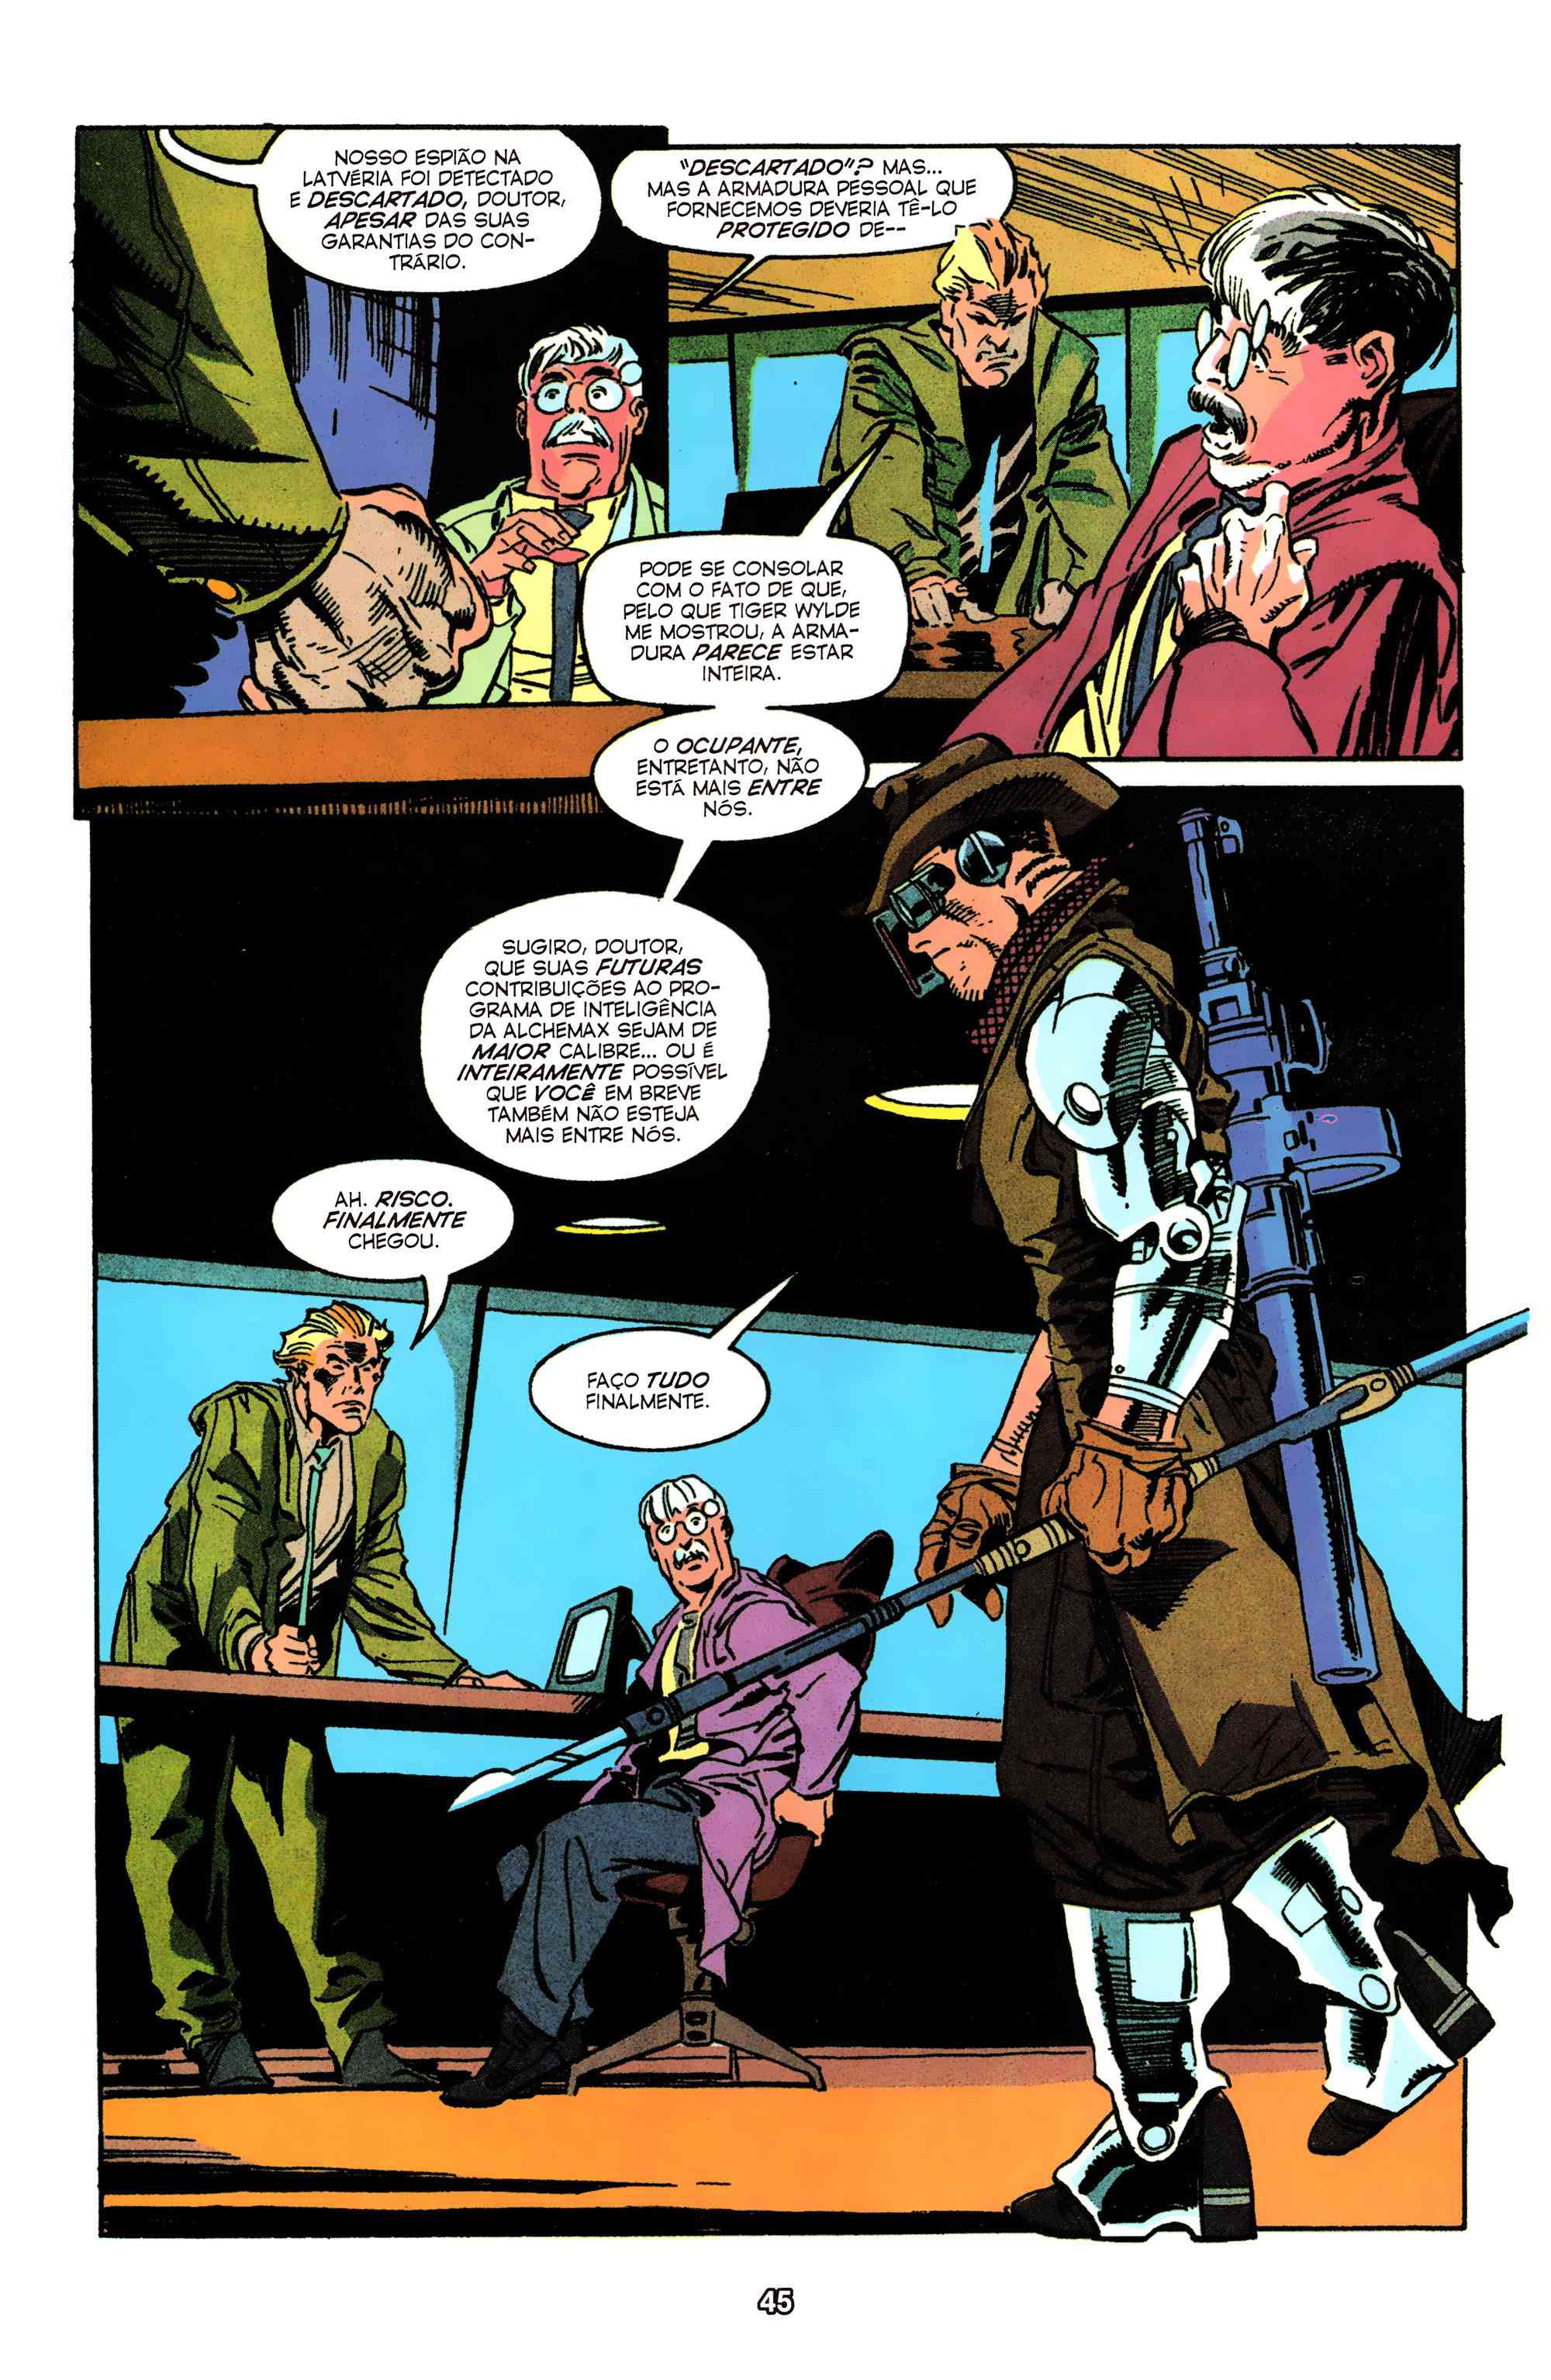 NOSSO ESPIÃO NA
LATVÉRIA FOI DETECTADO
E DESCARTADO, DOUTOR,
APESAR DAS SUAS
GARANTIAS DO CON-
TRÁRIO.
"DESCARTADO"? MAS...
MAS A ARMADURA PESSOAL QUE
FORNECEMOS DEVERIA TÊ-LO
PROTEGIDO DE--
PODE SE CONSOLAR
COM O FATO DE QUE,
PELO QUE TIGER WYLDE
ME MOSTROU, A ARMA-
DURA PARECE ESTAR
INTEIRA.
O OCUPANTE,
ENTRETANTO, NÃO
ESTÁ MAIS ENTRE
NÓS.
SUGIRO, DOUTOR,
QUE SUAS FUTURAS
CONTRIBUIÇÕES AO PRO-
GRAMA DE INTELIGÊNCIA
DA ALCHEMAX SEJAM DE
MAIOR CALIBRE... OU É
INTEIRAMENTE POSSÍVEL
QUE VOCÊ EM BREVE
TAMBÉM NÃO ESTEJA
MAIS ENTRE NÓS.
AH. RISCO.
FINALMENTE
CHEGOU.
FAÇO TUDO
FINALMENTE.
45